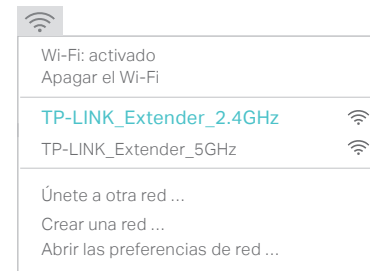 Wi-Fi: activado
Apagar el Wi-Fi
TP-LINK_Extender_2.4GHz
TP-LINK_Extender_5GHz
Únete a otra red ...
Crear una red ...
Abrir las preferencias de red ...